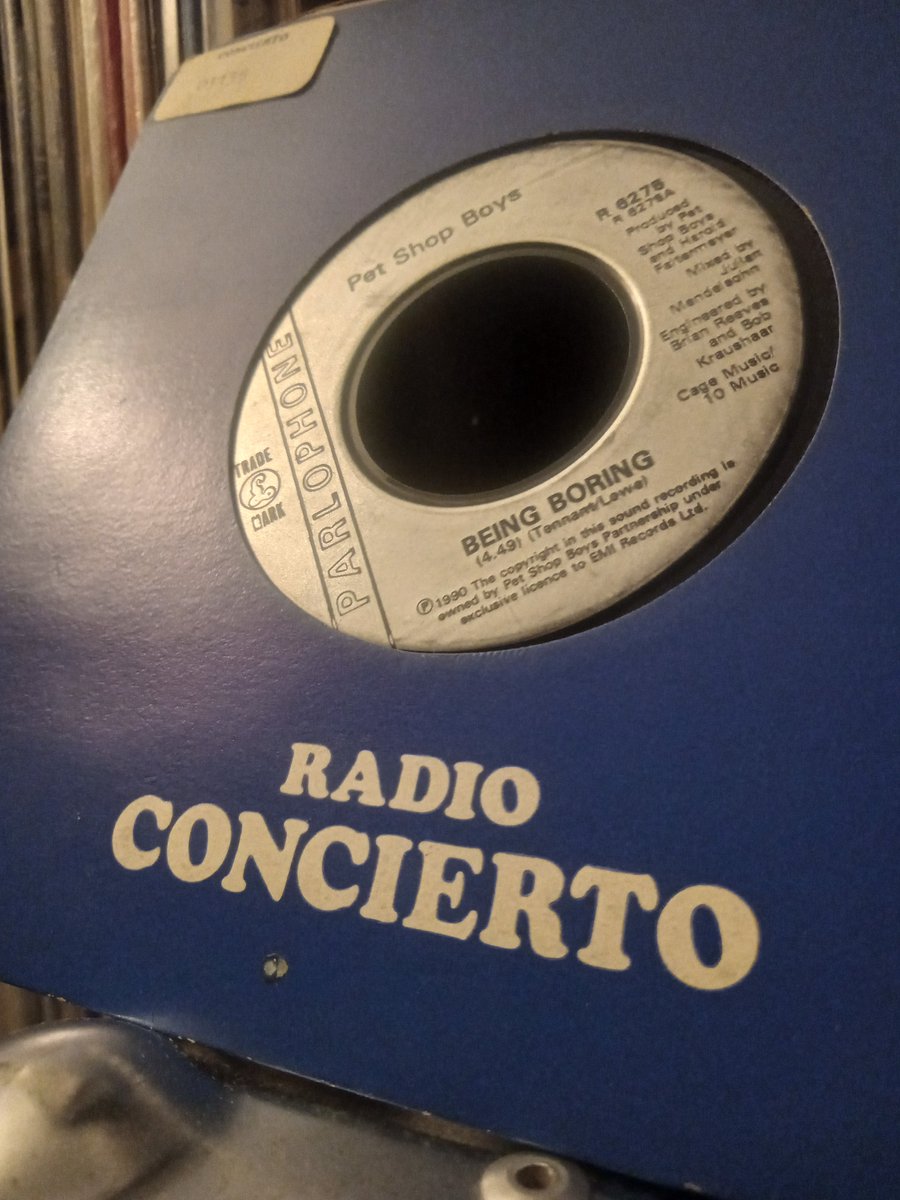 CONCIERTO
Pet Shop Boys
R 6275
R 6275A
Produced
by Pet
Shop Boys
and Harold
Faltermeyer
Mixed by
Julian
Mendelsohn
Engineered by
Brian Reeves
and Bob
Kraushaar
Cage Music/
10 Music
PARLOPHONE
TRADE
MARK
BEING BORING
(4.49) (Tennant/Lowe)
℗1990 The copyright in this sound recording is
owned by Pet Shop Boys Partnership under
exclusive licence to EMI Records Ltd.
RADIO
CONCIERTO